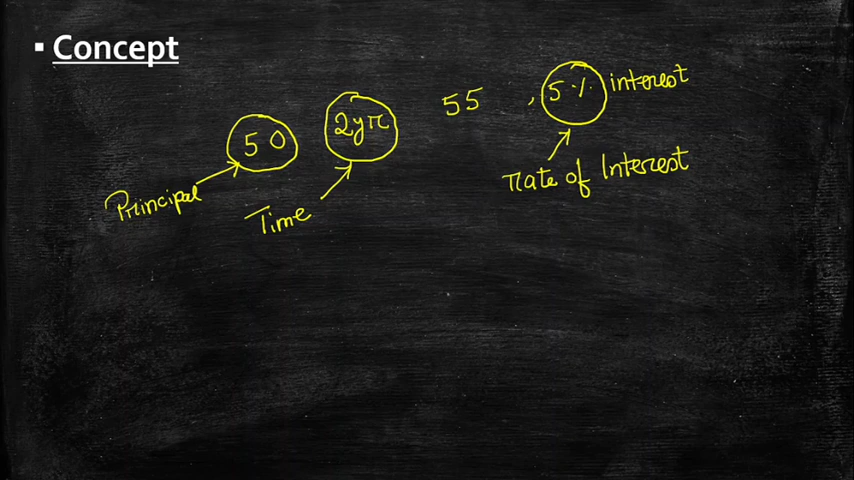 ▪ Concept
50 2yr 55 , 5% interest
Principal
Time
rate of Interest